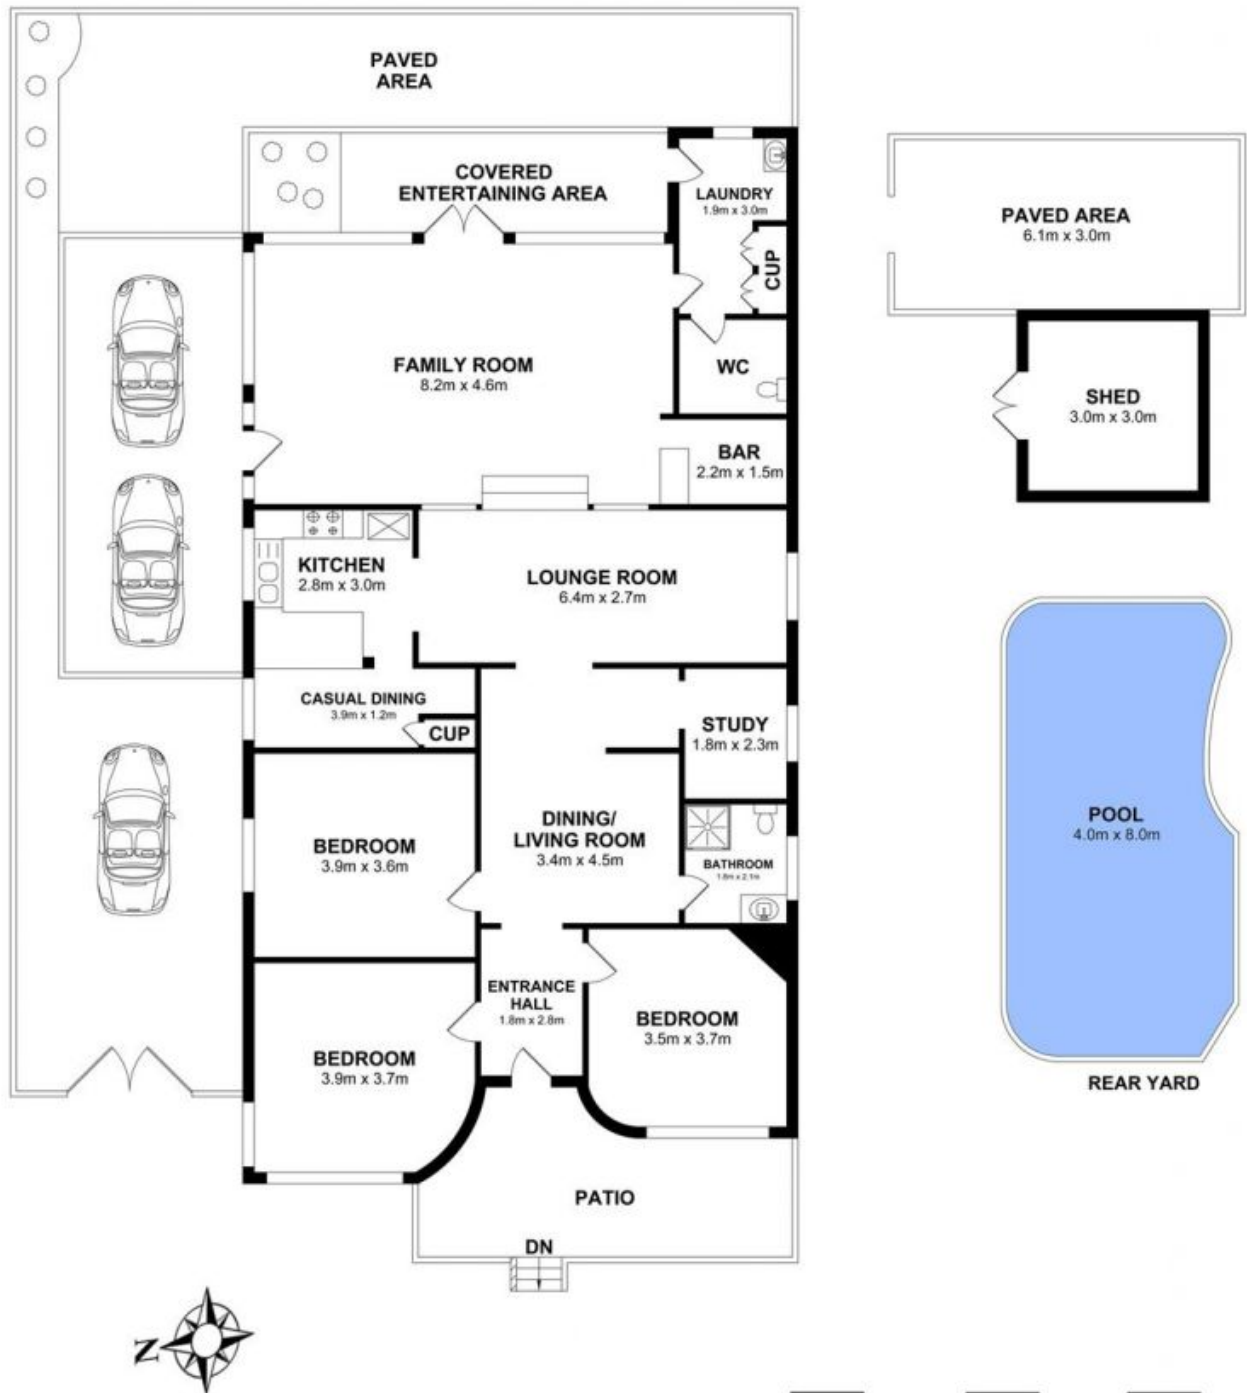 PAVED
AREA
COVERED
ENTERTAINING AREA
LAUNDRY
1.9m x 3.0m
CUP
PAVED AREA
6.1m x 3.0m
FAMILY ROOM
8.2m x 4.6m
WC
SHED
3.0m x 3.0m
BAR
2.2m x 1.5m
KITCHEN
2.8m x 3.0m
LOUNGE ROOM
6.4m x 2.7m
CASUAL DINING
3.9m x 1.2m
CUP
STUDY
1.8m x 2.3m
BEDROOM
3.9m x 3.6m
DINING/
LIVING ROOM
3.4m x 4.5m
BATHROOM
1.8m x 2.1m
POOL
4.0m x 8.0m
ENTRANCE
HALL
1.8m x 2.8m
BEDROOM
3.5m x 3.7m
BEDROOM
3.9m x 3.7m
REAR YARD
PATIO
DN
N